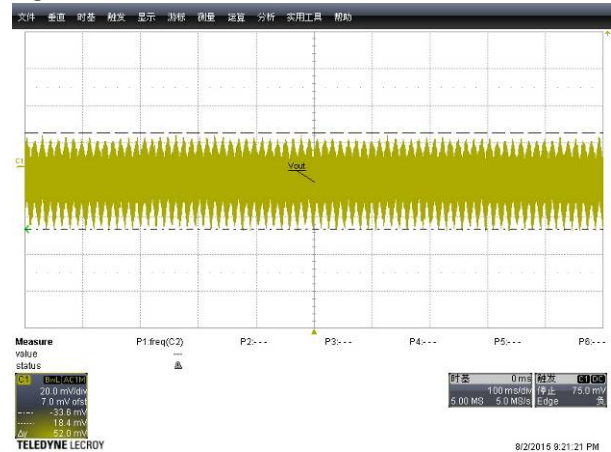 文件 垂直 时基 触发 显示 游标 测量 运算 分析 实用工具 帮助
C1
Vout
Measure P1:freq(C2) P2:- - - P3:- - - P4:- - - P5:- - - P6:- - -
value ---
status
C1 BwL AC1M
20.0 mV/div
7.0 mV ofst
-33.6 mV
18.4 mV
Δy 52.0 mV
时基 0 ms
100 ms/div
5.00 MS 5.0 MS/s
触发 C1 DC
停止 75.0 mV
Edge 负
TELEDYNE LECROY
8/2/2015 9:21:21 PM